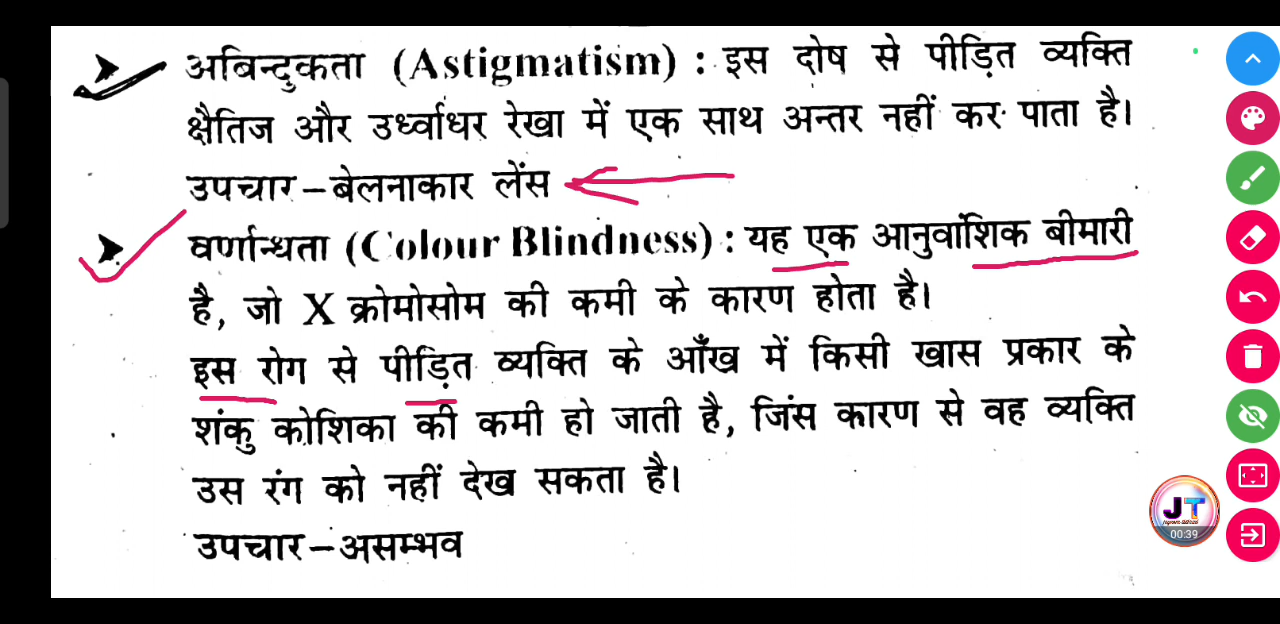 अबिन्दुकता (Astigmatism) : इस दोष से पीड़ित व्यक्ति
क्षैतिज और उर्ध्वाधर रेखा में एक साथ अन्तर नहीं कर पाता है।
उपचार–बेलनाकार लेंस
वर्णान्धता (Colour Blindness) : यह एक आनुवांशिक बीमारी
है, जो X क्रोमोसोम की कमी के कारण होता है।
इस रोग से पीड़ित व्यक्ति के आँख में किसी खास प्रकार के
शंकु कोशिका की कमी हो जाती है, जिंस कारण से वह व्यक्ति
उस रंग को नहीं देख सकता है।
उपचार–असम्भव
JT
00:39